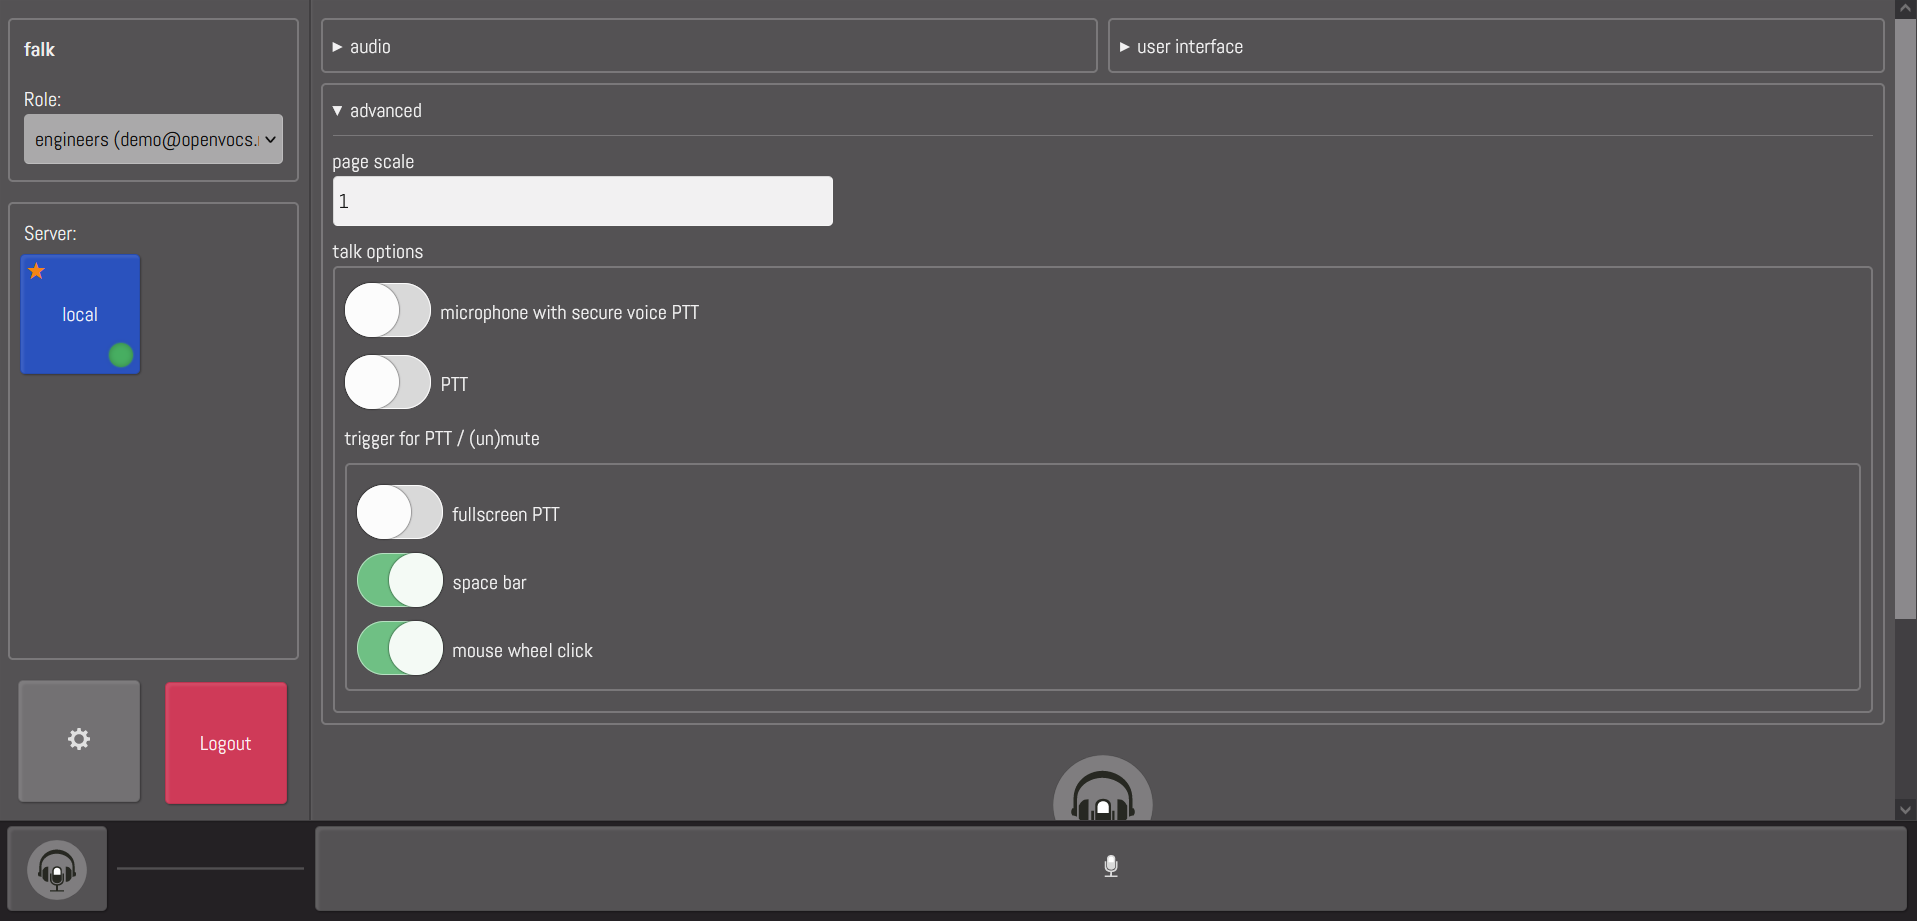 falk
Role:
engineers (demo@openvocs.
Server:
local
Logout
audio
user interface
advanced
page scale
1
talk options
microphone with secure voice PTT
PTT
trigger for PTT / (un)mute
fullscreen PTT
space bar
mouse wheel click